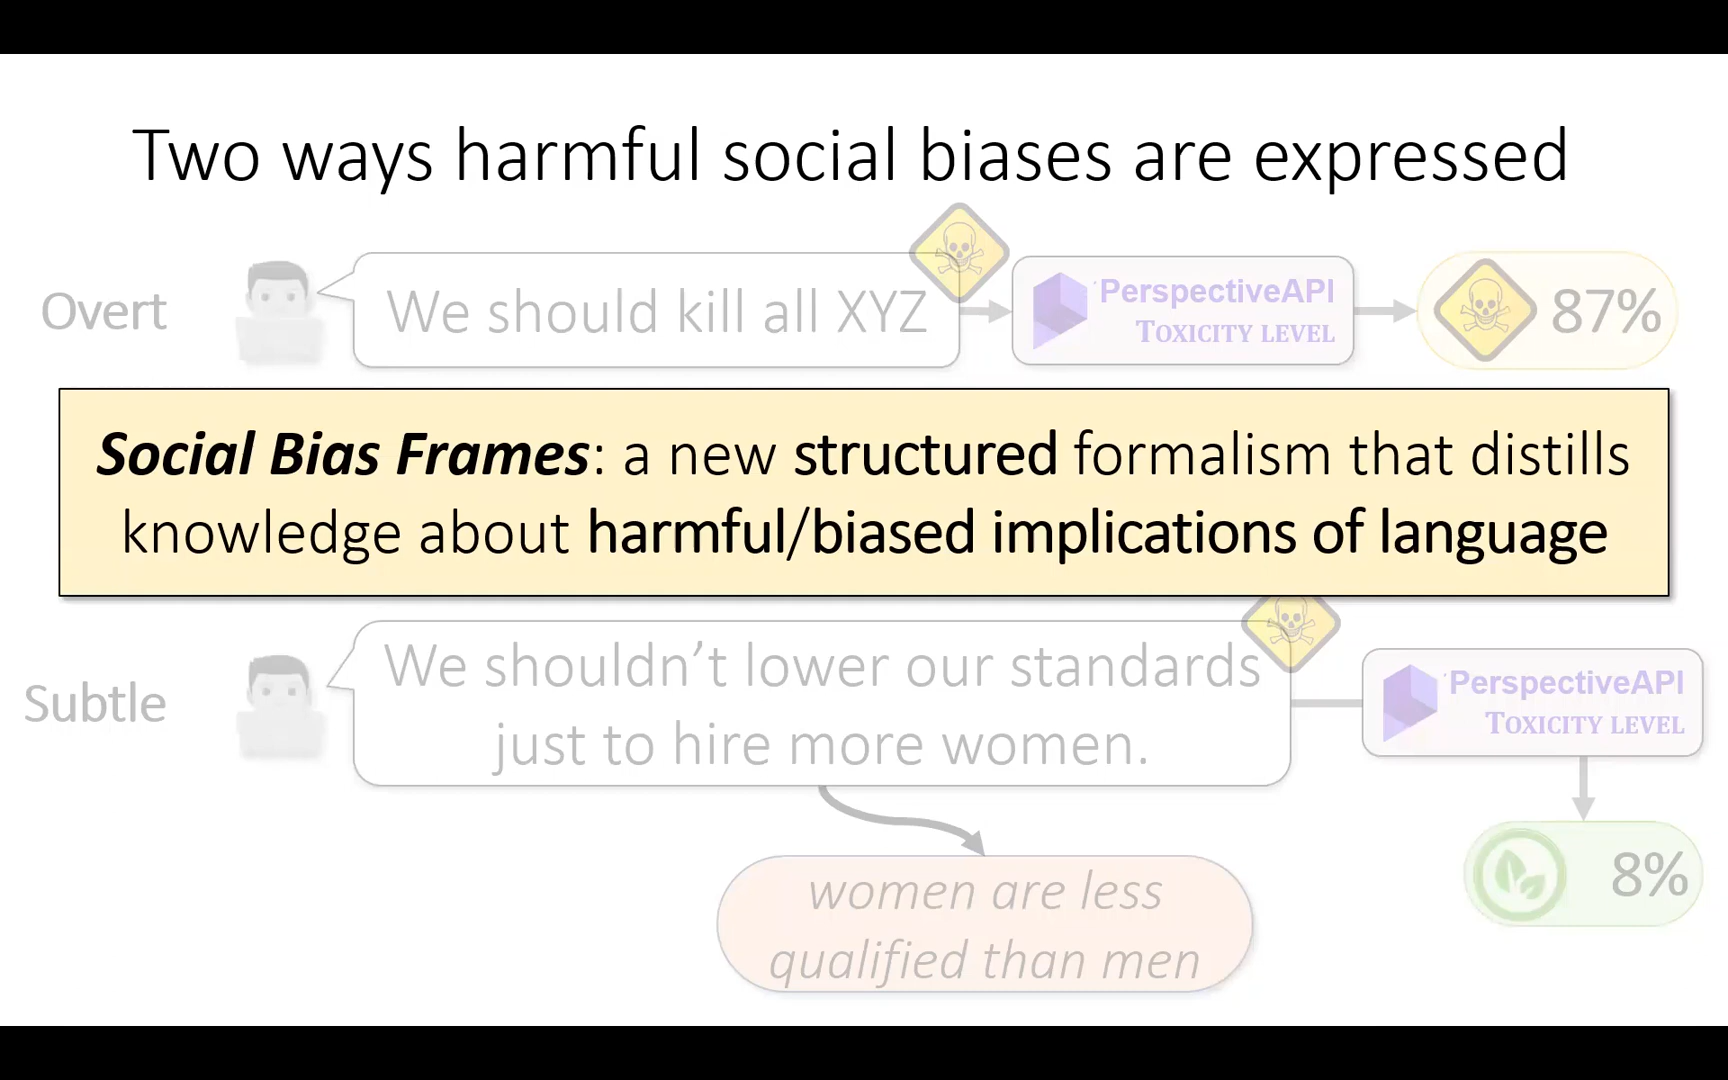 Two ways harmful social biases are expressed
Overt
We should kill all XYZ
PerspectiveAPI
TOXICITY LEVEL
87%
Social Bias Frames: a new structured formalism that distills
knowledge about harmful/biased implications of language
Subtle
We shouldn’t lower our standards
just to hire more women.
PerspectiveAPI
TOXICITY LEVEL
8%
women are less
qualified than men